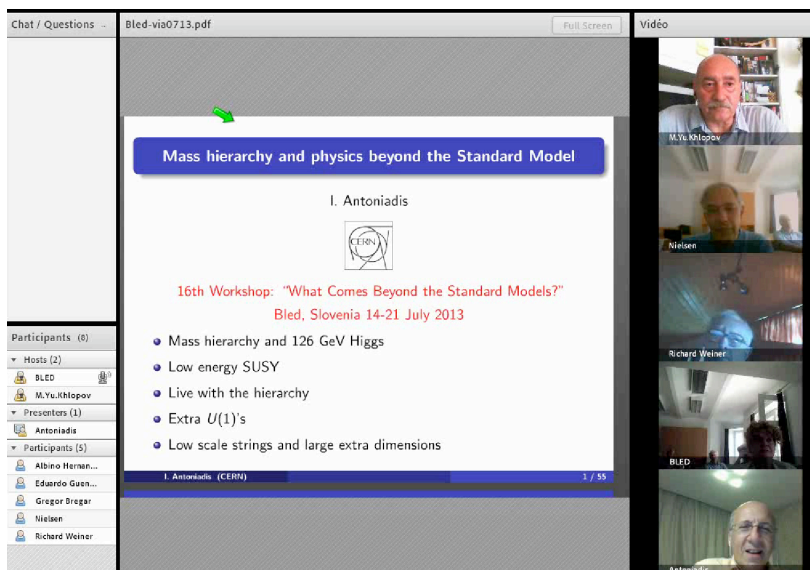 Chat / Questions
Bled-via0713.pdf
Full Screen
Vidéo
Mass hierarchy and physics beyond the Standard Model
I. Antoniadis
CERN
16th Workshop: “What Comes Beyond the Standard Models?”
Bled, Slovenia 14-21 July 2013
Mass hierarchy and 126 GeV Higgs
Low energy SUSY
Live with the hierarchy
Extra U(1)'s
Low scale strings and large extra dimensions
I. Antoniadis (CERN)
1 / 55
Participants (8)
Hosts (2)
BLED
M.Yu.Khlopov
Presenters (1)
Antoniadis
Participants (5)
Albino Hernan...
Eduardo Guen...
Gregor Bregar
Nielsen
Richard Weiner
M.Yu.Khlopov
Nielsen
Richard Weiner
BLED
Antoniadis